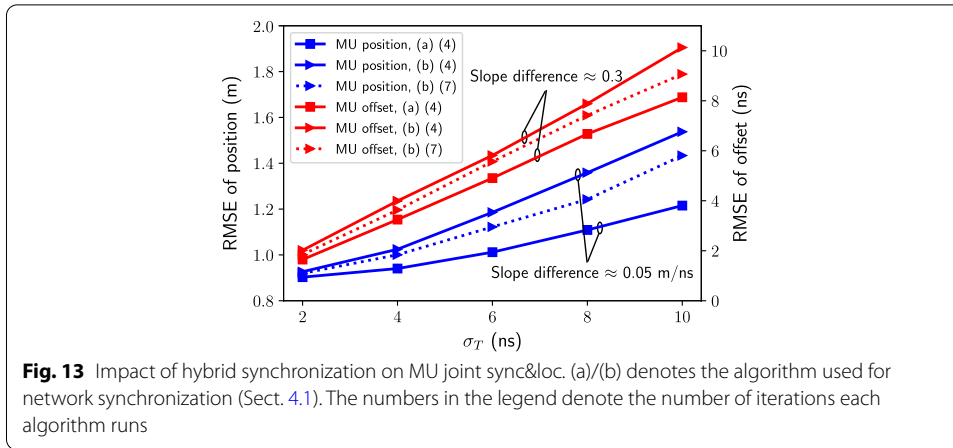 2.0
1.8
1.6
1.4
1.2
1.0
0.8
RMSE of position (m)
MU position, (a) (4)
MU position, (b) (4)
MU position, (b) (7)
MU offset, (a) (4)
MU offset, (b) (4)
MU offset, (b) (7)
Slope difference ≈ 0.3
Slope difference ≈ 0.05 m/ns
10
8
6
4
2
0
RMSE of offset (ns)
2 4 6 8 10
σ_T (ns)
Fig. 13 Impact of hybrid synchronization on MU joint sync&loc. (a)/(b) denotes the algorithm used for
network synchronization (Sect. 4.1). The numbers in the legend denote the number of iterations each
algorithm runs